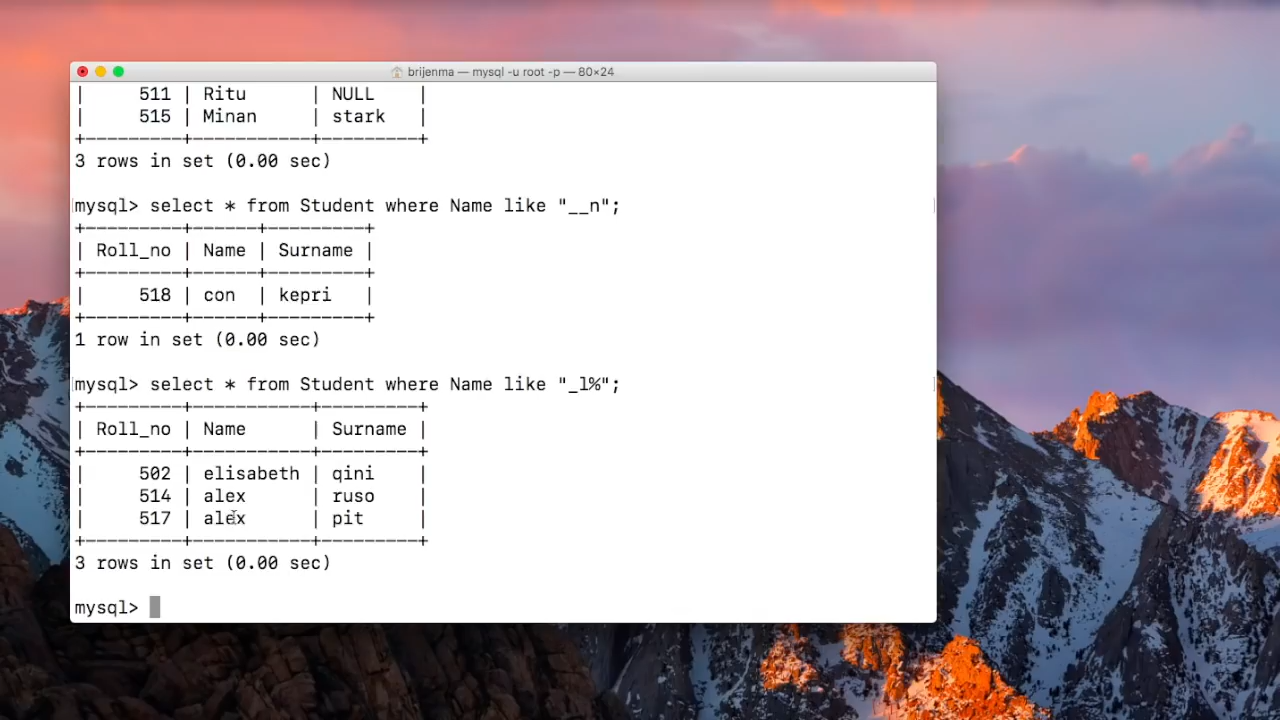 brijenma — mysql -u root -p — 80×24
| 511 | Ritu | NULL |
| 515 | Minan | stark |
+---------+-----------+---------+
3 rows in set (0.00 sec)
mysql> select * from Student where Name like "__n";
+---------+------+---------+
| Roll_no | Name | Surname |
+---------+------+---------+
| 518 | con | kepri |
+---------+------+---------+
1 row in set (0.00 sec)
mysql> select * from Student where Name like "_l%";
+---------+-----------+---------+
| Roll_no | Name | Surname |
+---------+-----------+---------+
| 502 | elisabeth | qini |
| 514 | alex | ruso |
| 517 | alex | pit |
+---------+-----------+---------+
3 rows in set (0.00 sec)
mysql>